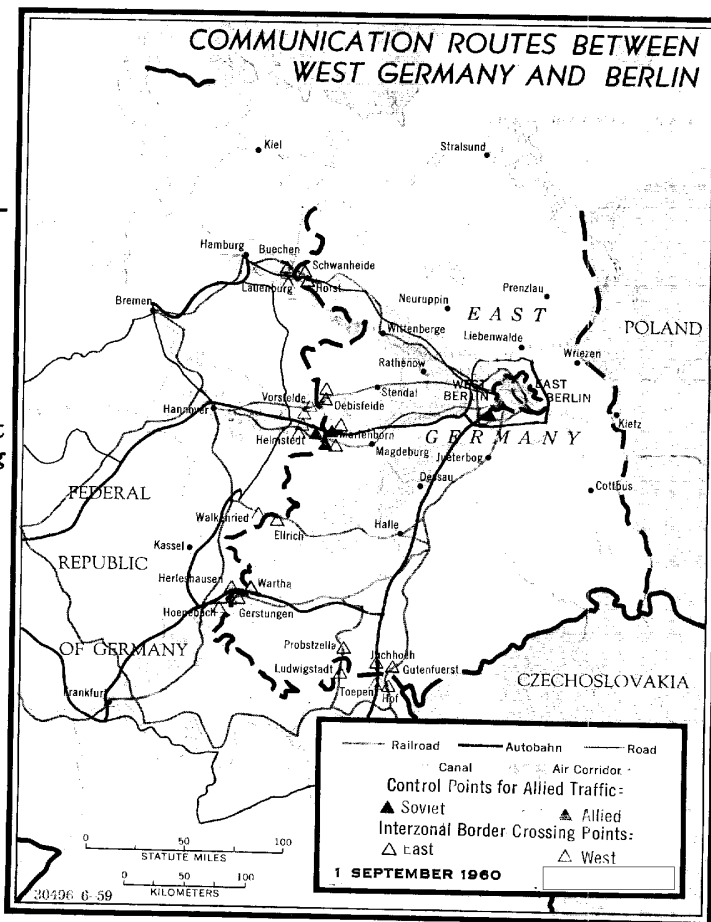 COMMUNICATION ROUTES BETWEEN
WEST GERMANY AND BERLIN
Kiel
Stralsund
Hamburg
Buechen
Schwanheide
Lauenburg
Horst
Bremen
Neuruppin
Prenzlau
EAST
POLAND
Wittenberge
Liebenwalde
Wriezen
Rathenow
WEST
BERLIN
EAST
BERLIN
Stendal
Vorsfelde
Oebisfelde
Hannover
Kietz
Helmstedt
Marienborn
GERMANY
Magdeburg
Jueterbog
Dessau
Cottbus
FEDERAL
Walkenried
Ellrich
Halle
Kassel
REPUBLIC
Herleshausen
Wartha
Hoenebach
Gerstungen
OF GERMANY
Probstzella
Juchhoeh
Ludwigstadt
Gutenfuerst
CZECHOSLOVAKIA
Toepen
Hof
Frankfurt
Railroad
Autobahn
Road
Canal
Air Corridor
Control Points for Allied Traffic:
Soviet
Allied
Interzonal Border Crossing Points:
East
West
1 SEPTEMBER 1960
0 50 100
STATUTE MILES
0 50 100
KILOMETERS
30496 6-59